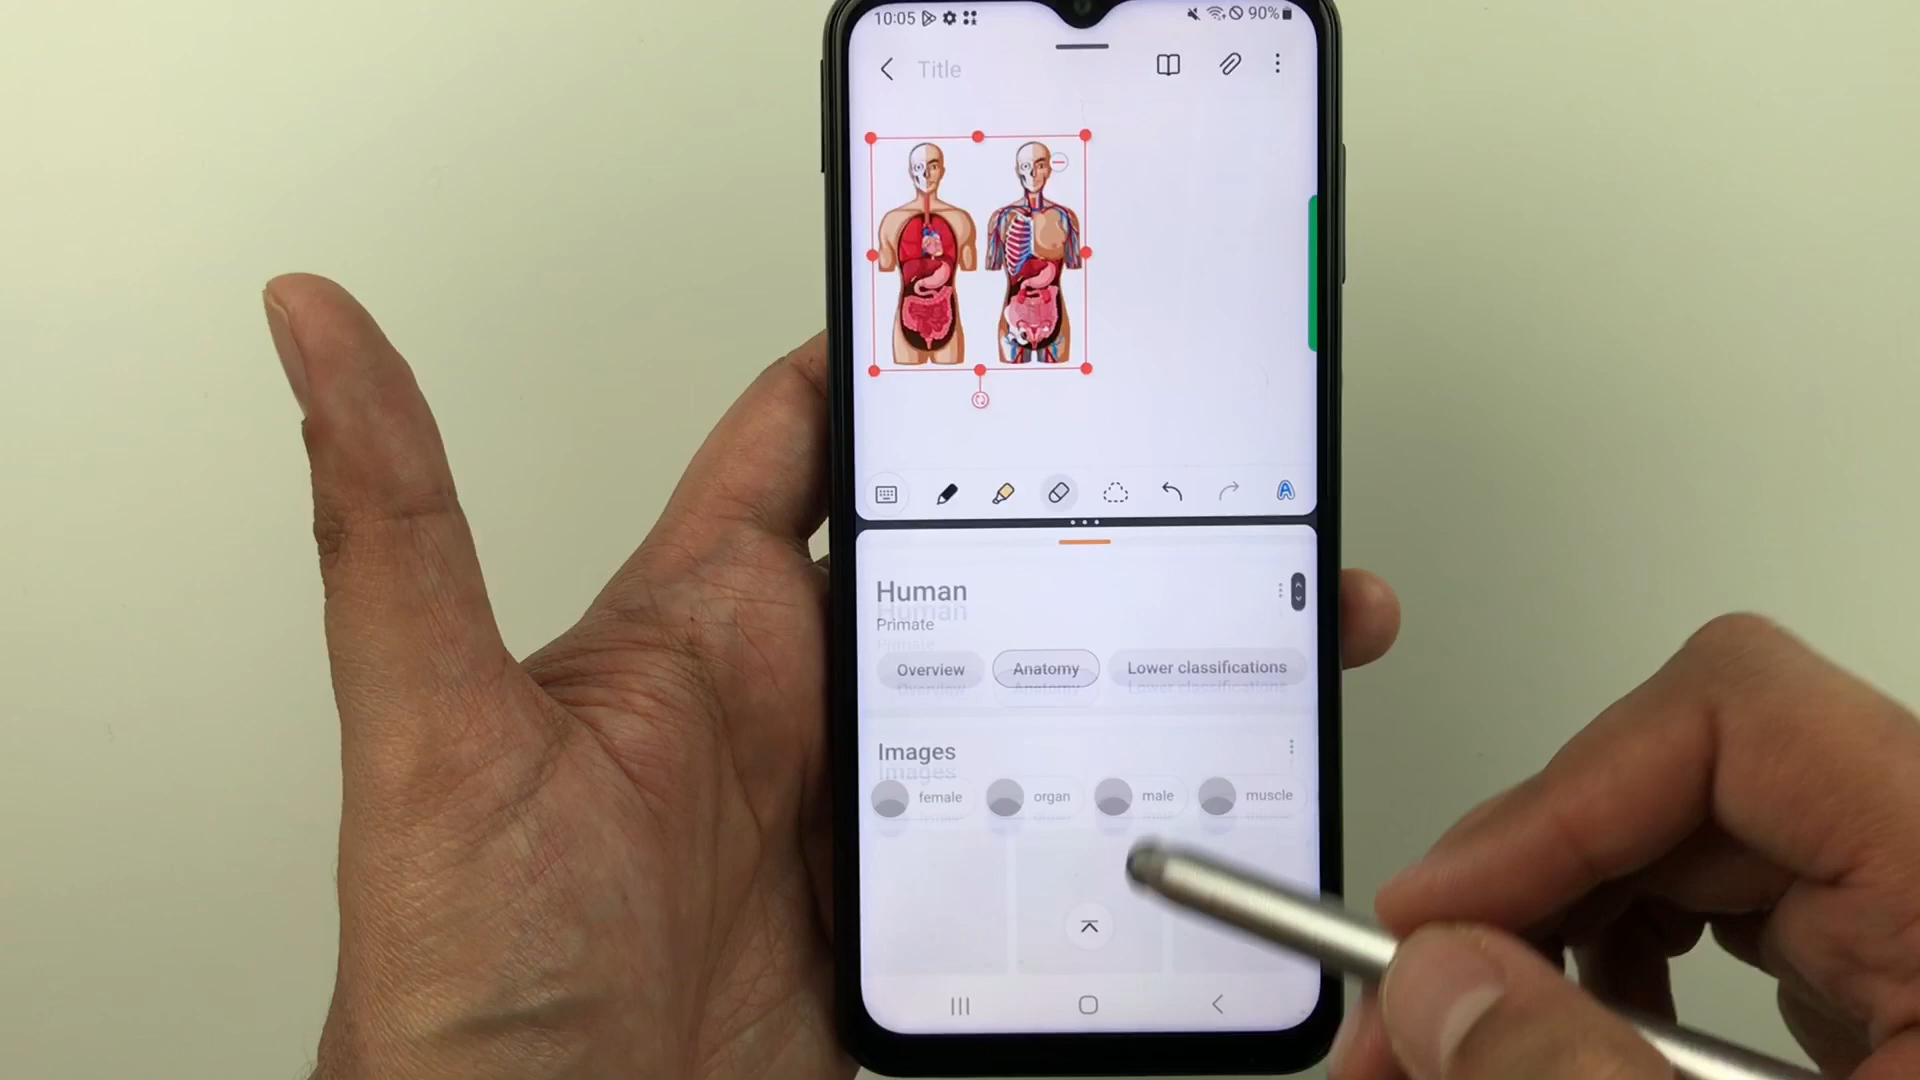 10:05 90%
Title
Human
Primate
Overview Anatomy Lower classifications
Images
female organ male muscle